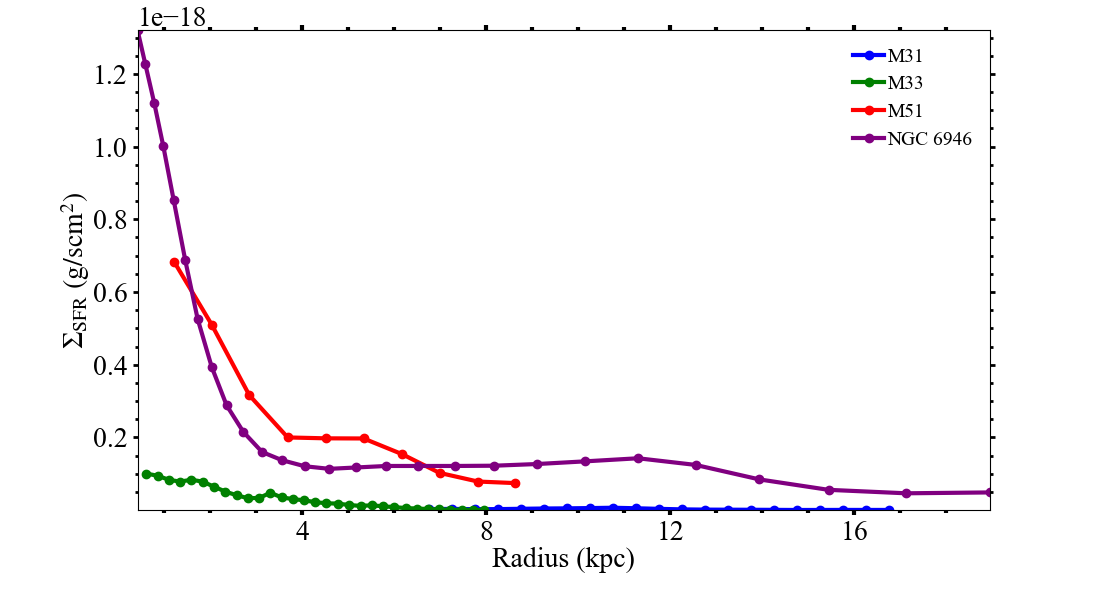 1e−18
1.2
1.0
0.8
0.6
0.4
0.2
Σ_SFR (g/scm²)
M31
M33
M51
NGC 6946
4 8 12 16
Radius (kpc)